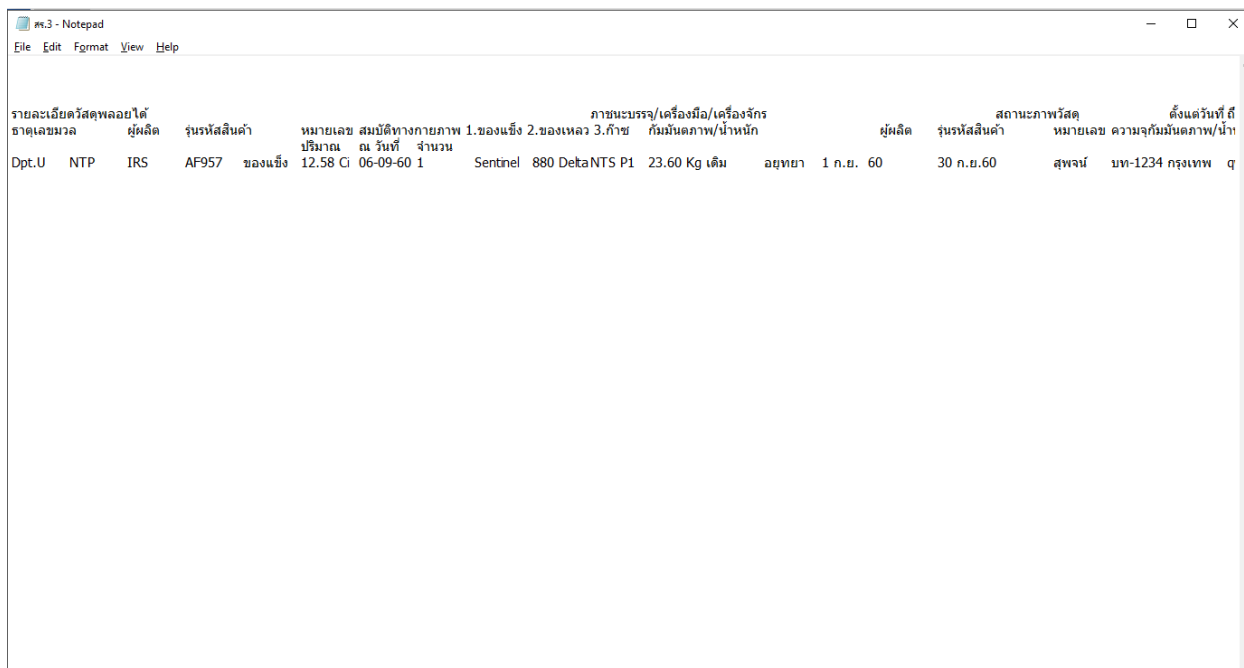 สร.3 - Notepad
File Edit Format View Help
รายละเอียดวัสดุพลอยได้ ภาชนะบรรจุ/เครื่องมือ/เครื่องจักร สถานะภาพวัสดุ ตั้งแต่วันที่ ถึ
ธาตุเลขมวล ผู้ผลิต รุ่นรหัสสินค้า หมายเลข สมบัติทางกายภาพ 1.ของแข็ง 2.ของเหลว 3.ก๊าซ กัมมันตภาพ/น้ำหนัก ผู้ผลิต รุ่นรหัสสินค้า หมายเลข ความจุกัมมันตภาพ/น้ำ
ปริมาณ ณ วันที่ จำนวน
Dpt.U NTP IRS AF957 ของแข็ง 12.58 Ci 06-09-60 1 Sentinel 880 Delta NTS P1 23.60 Kg เดิม อยุทยา 1 ก.ย. 60 30 ก.ย.60 สุพจน์ บท-1234 กรุงเทพ